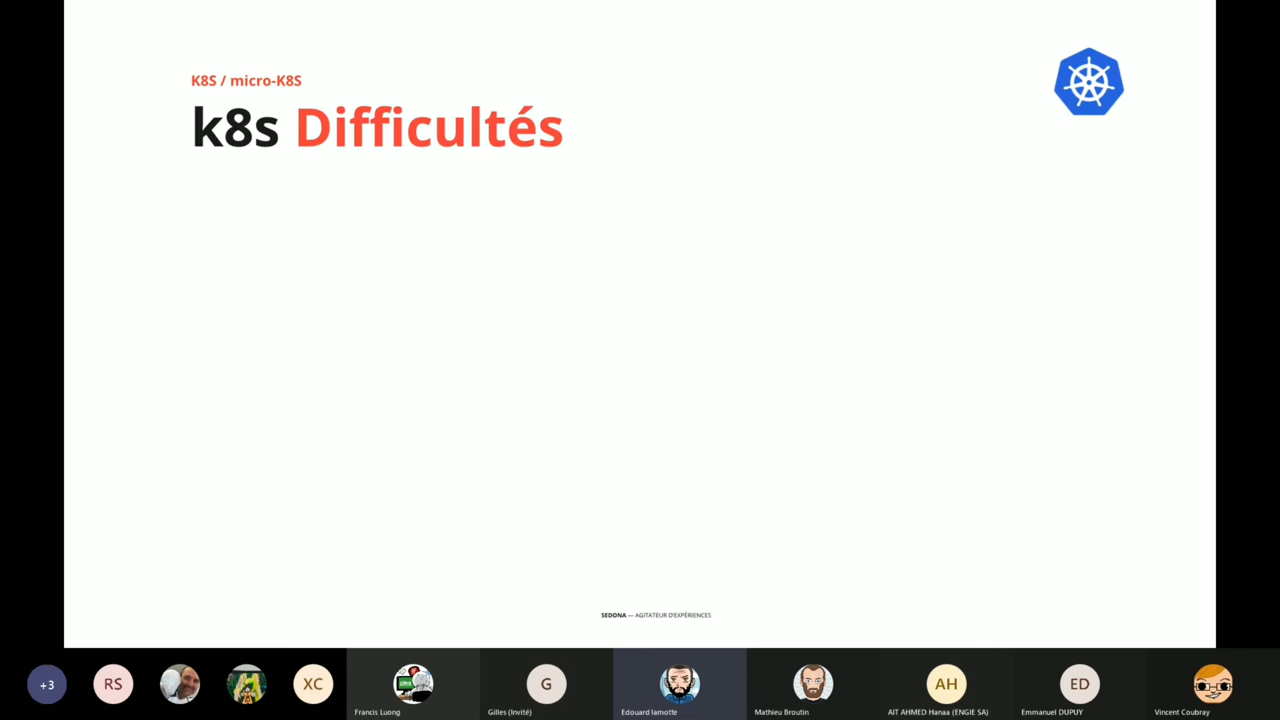 K8S / micro-K8S
k8s Difficultés
SEDONA — AGITATEUR D'EXPÉRIENCES
+3
RS
XC
G
AH
ED
Francis Luong
Gilles (Invité)
Edouard lamotte
Mathieu Broutin
AIT AHMED Hanaa (ENGIE SA)
Emmanuel DUPUY
Vincent Coubray